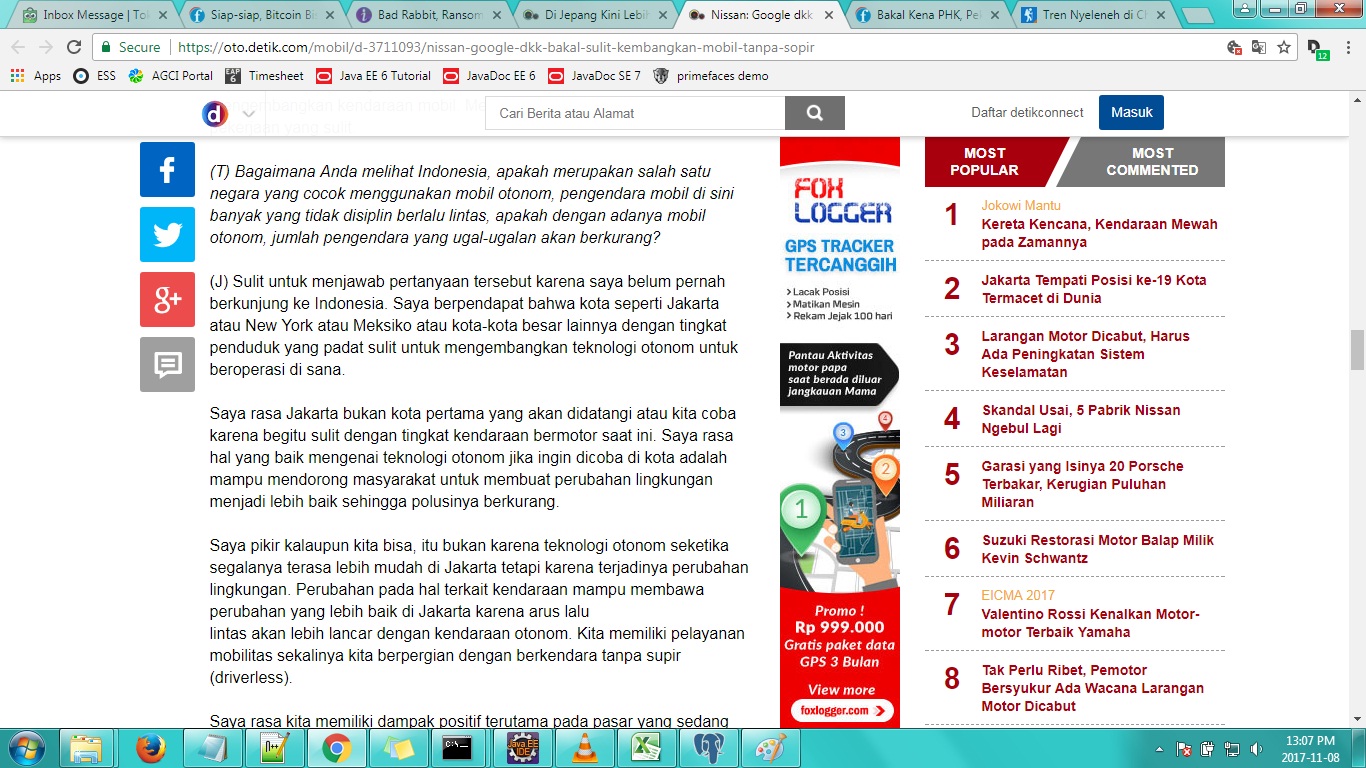 Inbox Message | To
Siap-siap, Bitcoin Bi
Bad Rabbit, Ransom
Di Jepang Kini Lebih
Nissan: Google dkk
Bakal Kena PHK, Pel
Tren Nyeleneh di Cl
Secure
https://oto.detik.com/mobil/d-3711093/nissan-google-dkk-bakal-sulit-kembangkan-mobil-tanpa-sopir
12
Apps
ESS
AGCI Portal
EAP 6
Timesheet
Java EE 6 Tutorial
JavaDoc EE 6
JavaDoc SE 7
primefaces demo
d
Cari Berita atau Alamat
Daftar detikconnect
Masuk
(T) Bagaimana Anda melihat Indonesia, apakah merupakan salah satu
negara yang cocok menggunakan mobil otonom, pengendara mobil di sini
banyak yang tidak disiplin berlalu lintas, apakah dengan adanya mobil
otonom, jumlah pengendara yang ugal-ugalan akan berkurang?
(J) Sulit untuk menjawab pertanyaan tersebut karena saya belum pernah
berkunjung ke Indonesia. Saya berpendapat bahwa kota seperti Jakarta
atau New York atau Meksiko atau kota-kota besar lainnya dengan tingkat
penduduk yang padat sulit untuk mengembangkan teknologi otonom untuk
beroperasi di sana.
Saya rasa Jakarta bukan kota pertama yang akan didatangi atau kita coba
karena begitu sulit dengan tingkat kendaraan bermotor saat ini. Saya rasa
hal yang baik mengenai teknologi otonom jika ingin dicoba di kota adalah
mampu mendorong masyarakat untuk membuat perubahan lingkungan
menjadi lebih baik sehingga polusinya berkurang.
Saya pikir kalaupun kita bisa, itu bukan karena teknologi otonom seketika
segalanya terasa lebih mudah di Jakarta tetapi karena terjadinya perubahan
lingkungan. Perubahan pada hal terkait kendaraan mampu membawa
perubahan yang lebih baik di Jakarta karena arus lalu
lintas akan lebih lancar dengan kendaraan otonom. Kita memiliki pelayanan
mobilitas sekalinya kita berpergian dengan berkendara tanpa supir
(driverless).
Saya rasa kita memiliki dampak positif terutama pada pasar yang sedang
FOX
LOGGER
GPS TRACKER
TERCANGGIH
> Lacak Posisi
> Matikan Mesin
> Rekam Jejak 100 hari
Pantau Aktivitas
motor papa
saat berada diluar
jangkauan Mama
4
3
2
1
Promo !
Rp 999.000
Gratis paket data
GPS 3 Bulan
View more
foxlogger.com >
MOST
POPULAR
MOST
COMMENTED
1
Jokowi Mantu
Kereta Kencana, Kendaraan Mewah
pada Zamannya
2
Jakarta Tempati Posisi ke-19 Kota
Termacet di Dunia
3
Larangan Motor Dicabut, Harus
Ada Peningkatan Sistem
Keselamatan
4
Skandal Usai, 5 Pabrik Nissan
Ngebul Lagi
5
Garasi yang Isinya 20 Porsche
Terbakar, Kerugian Puluhan
Miliaran
6
Suzuki Restorasi Motor Balap Milik
Kevin Schwantz
7
EICMA 2017
Valentino Rossi Kenalkan Motor-
motor Terbaik Yamaha
8
Tak Perlu Ribet, Pemotor
Bersyukur Ada Wacana Larangan
Motor Dicabut
13:07 PM
2017-11-08